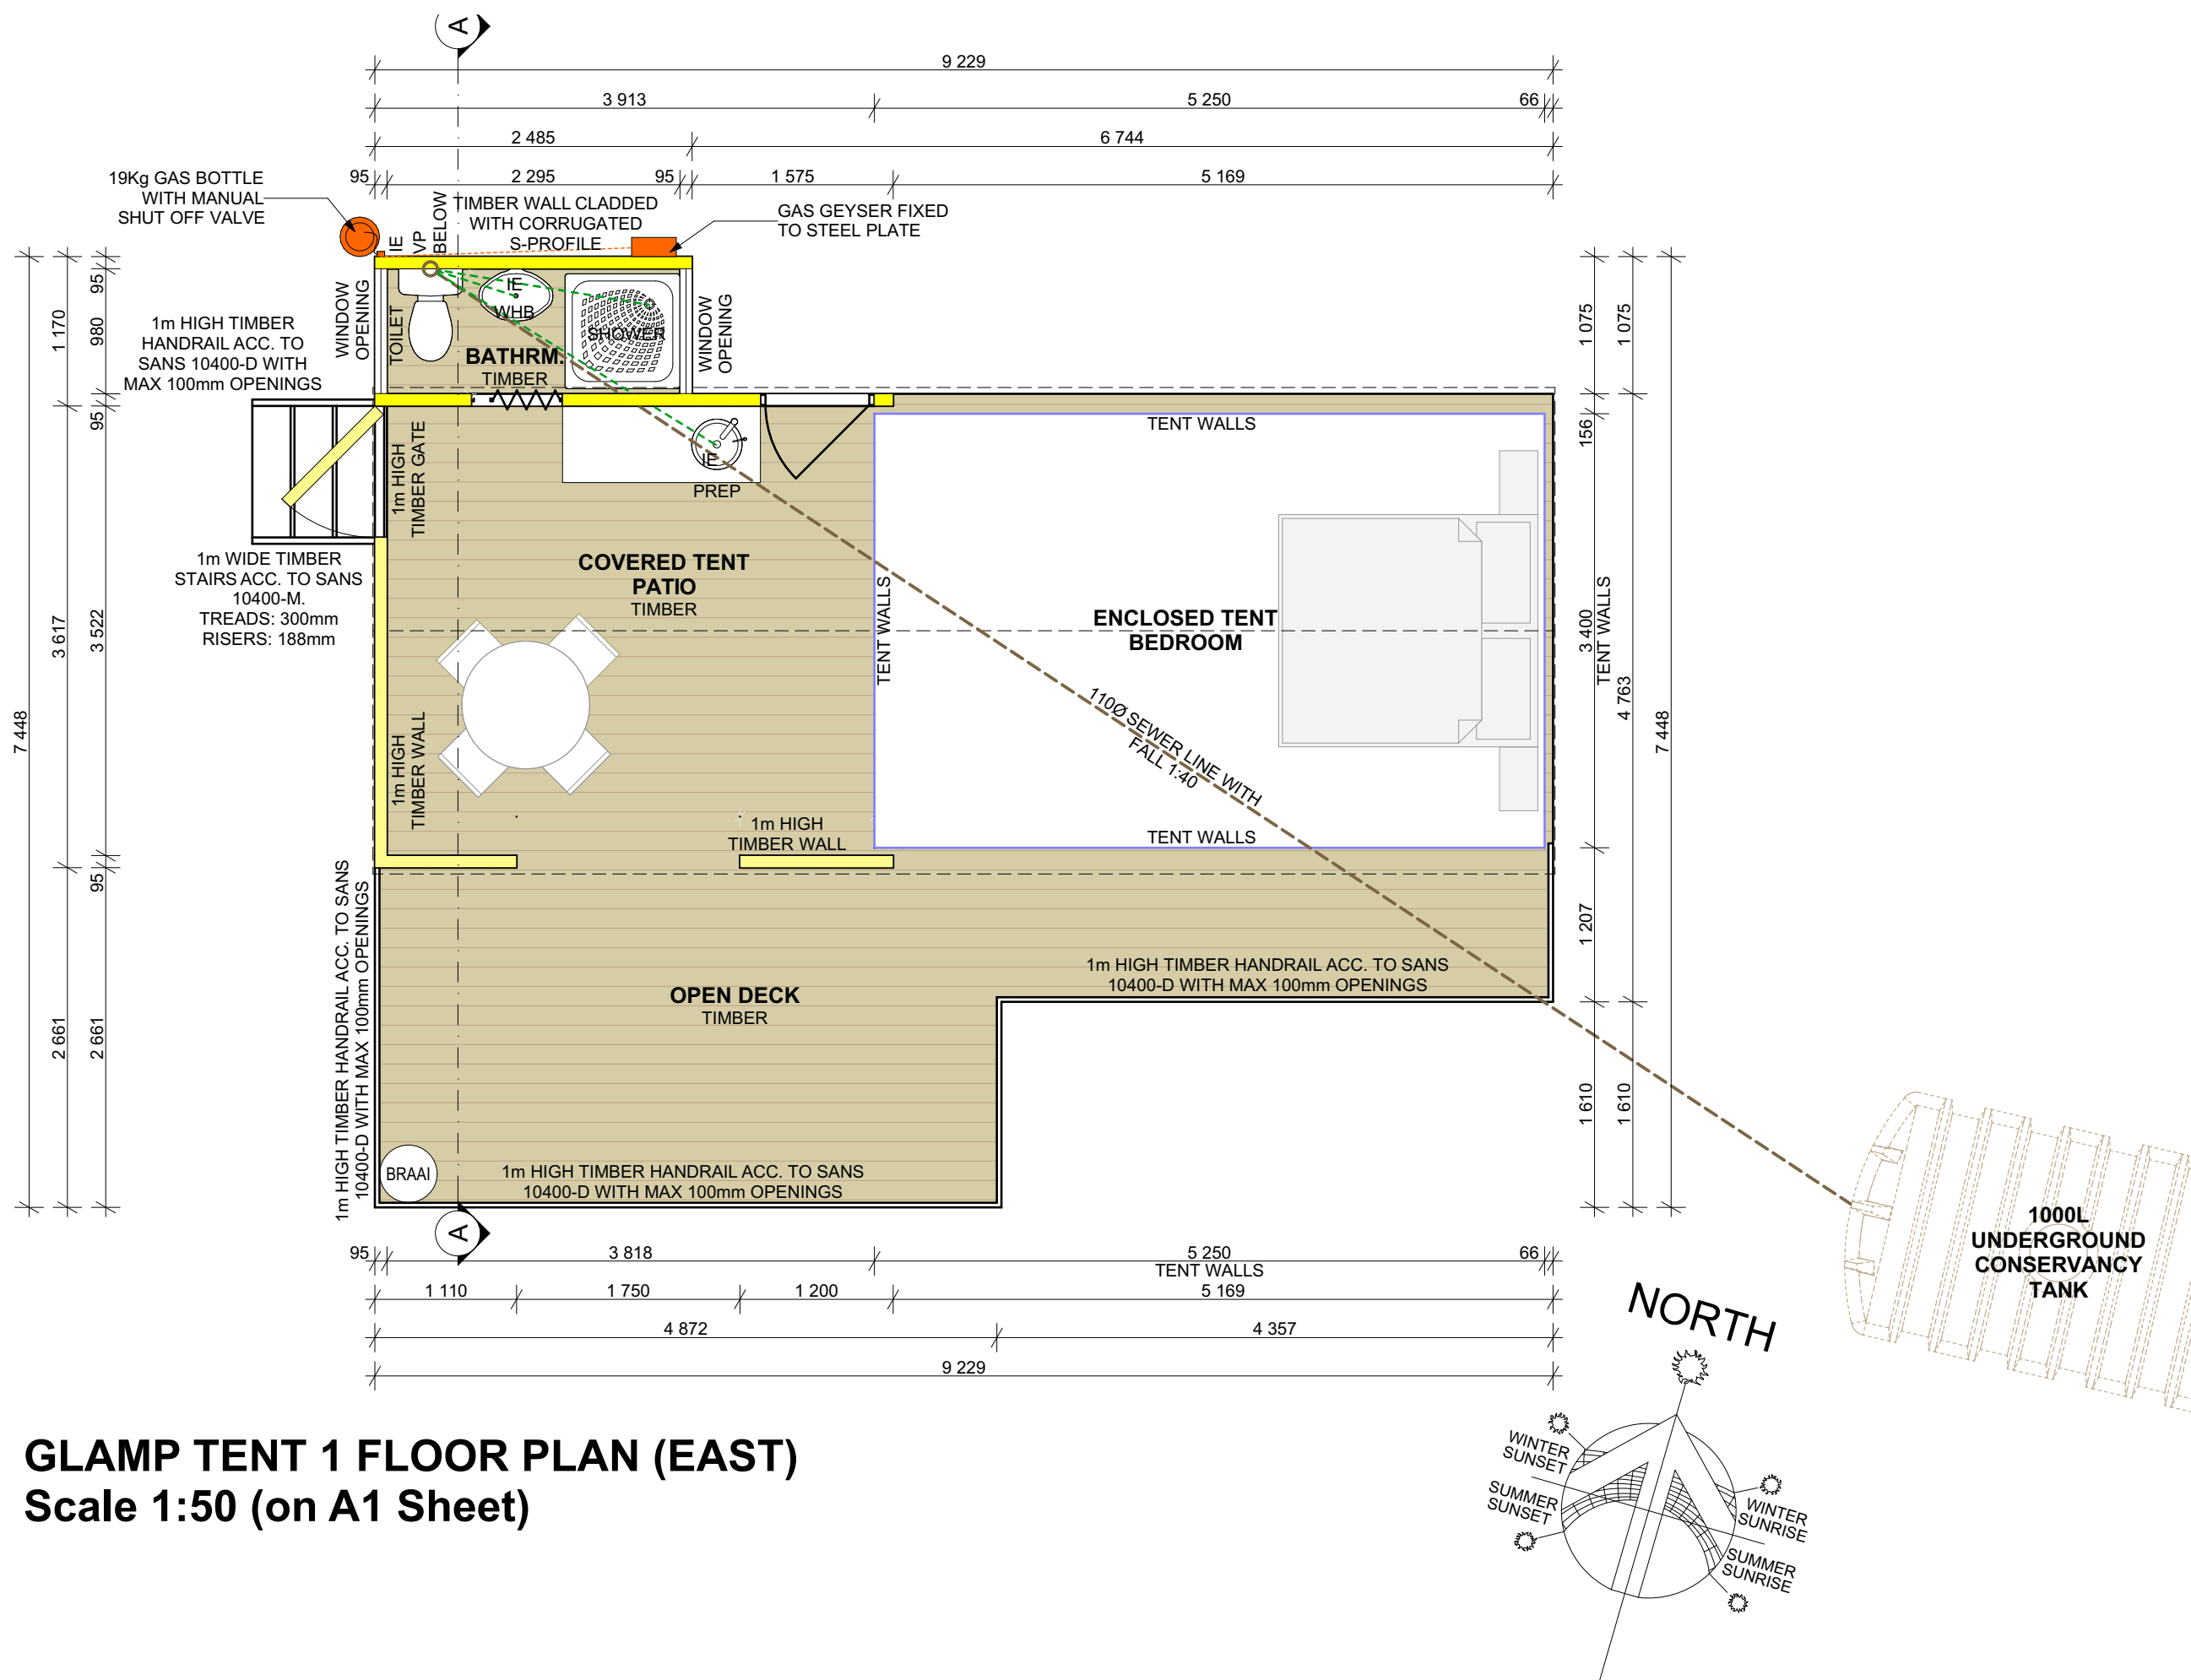 A
9 229
3 913
5 250
66
2 485
6 744
95
2 295
95
1 575
5 169
19Kg GAS BOTTLE
WITH MANUAL
SHUT OFF VALVE
IE
VP
BELOW
TIMBER WALL CLADDED
WITH CORRUGATED
S-PROFILE
GAS GEYSER FIXED
TO STEEL PLATE
7 448
1 170
3 617
2 661
95
980
95
3 522
95
2 661
1m HIGH TIMBER
HANDRAIL ACC. TO
SANS 10400-D WITH
MAX 100mm OPENINGS
WINDOW
OPENING
TOILET
IE
WHB
SHOWER
BATHRM.
TIMBER
WINDOW
OPENING
1m HIGH
TIMBER GATE
IE
PREP
TENT WALLS
1m WIDE TIMBER
STAIRS ACC. TO SANS
10400-M.
TREADS: 300mm
RISERS: 188mm
COVERED TENT
PATIO
TIMBER
TENT WALLS
ENCLOSED TENT
BEDROOM
TENT WALLS
1m HIGH
TIMBER WALL
110Ø SEWER LINE WITH
FALL 1:40
1m HIGH
TIMBER WALL
TENT WALLS
1m HIGH TIMBER HANDRAIL ACC. TO SANS
10400-D WITH MAX 100mm OPENINGS
OPEN DECK
TIMBER
1m HIGH TIMBER HANDRAIL ACC. TO SANS
10400-D WITH MAX 100mm OPENINGS
BRAAI
1m HIGH TIMBER HANDRAIL ACC. TO SANS
10400-D WITH MAX 100mm OPENINGS
1 075
156
3 400
1 207
1 610
1 075
4 763
1 610
7 448
1000L
UNDERGROUND
CONSERVANCY
TANK
A
95
3 818
5 250
66
TENT WALLS
1 110
1 750
1 200
5 169
4 872
4 357
9 229
NORTH
WINTER
SUNSET
SUMMER
SUNSET
WINTER
SUNRISE
SUMMER
SUNRISE
GLAMP TENT 1 FLOOR PLAN (EAST)
Scale 1:50 (on A1 Sheet)